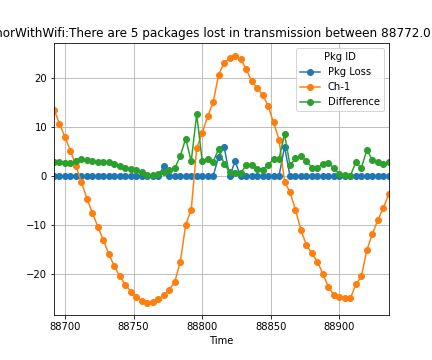 norWithWifi:There are 5 packages lost in transmission between 88772.0
Pkg ID
Pkg Loss
Ch-1
Difference
20
10
0
−10
−20
88700 88750 88800 88850 88900
Time